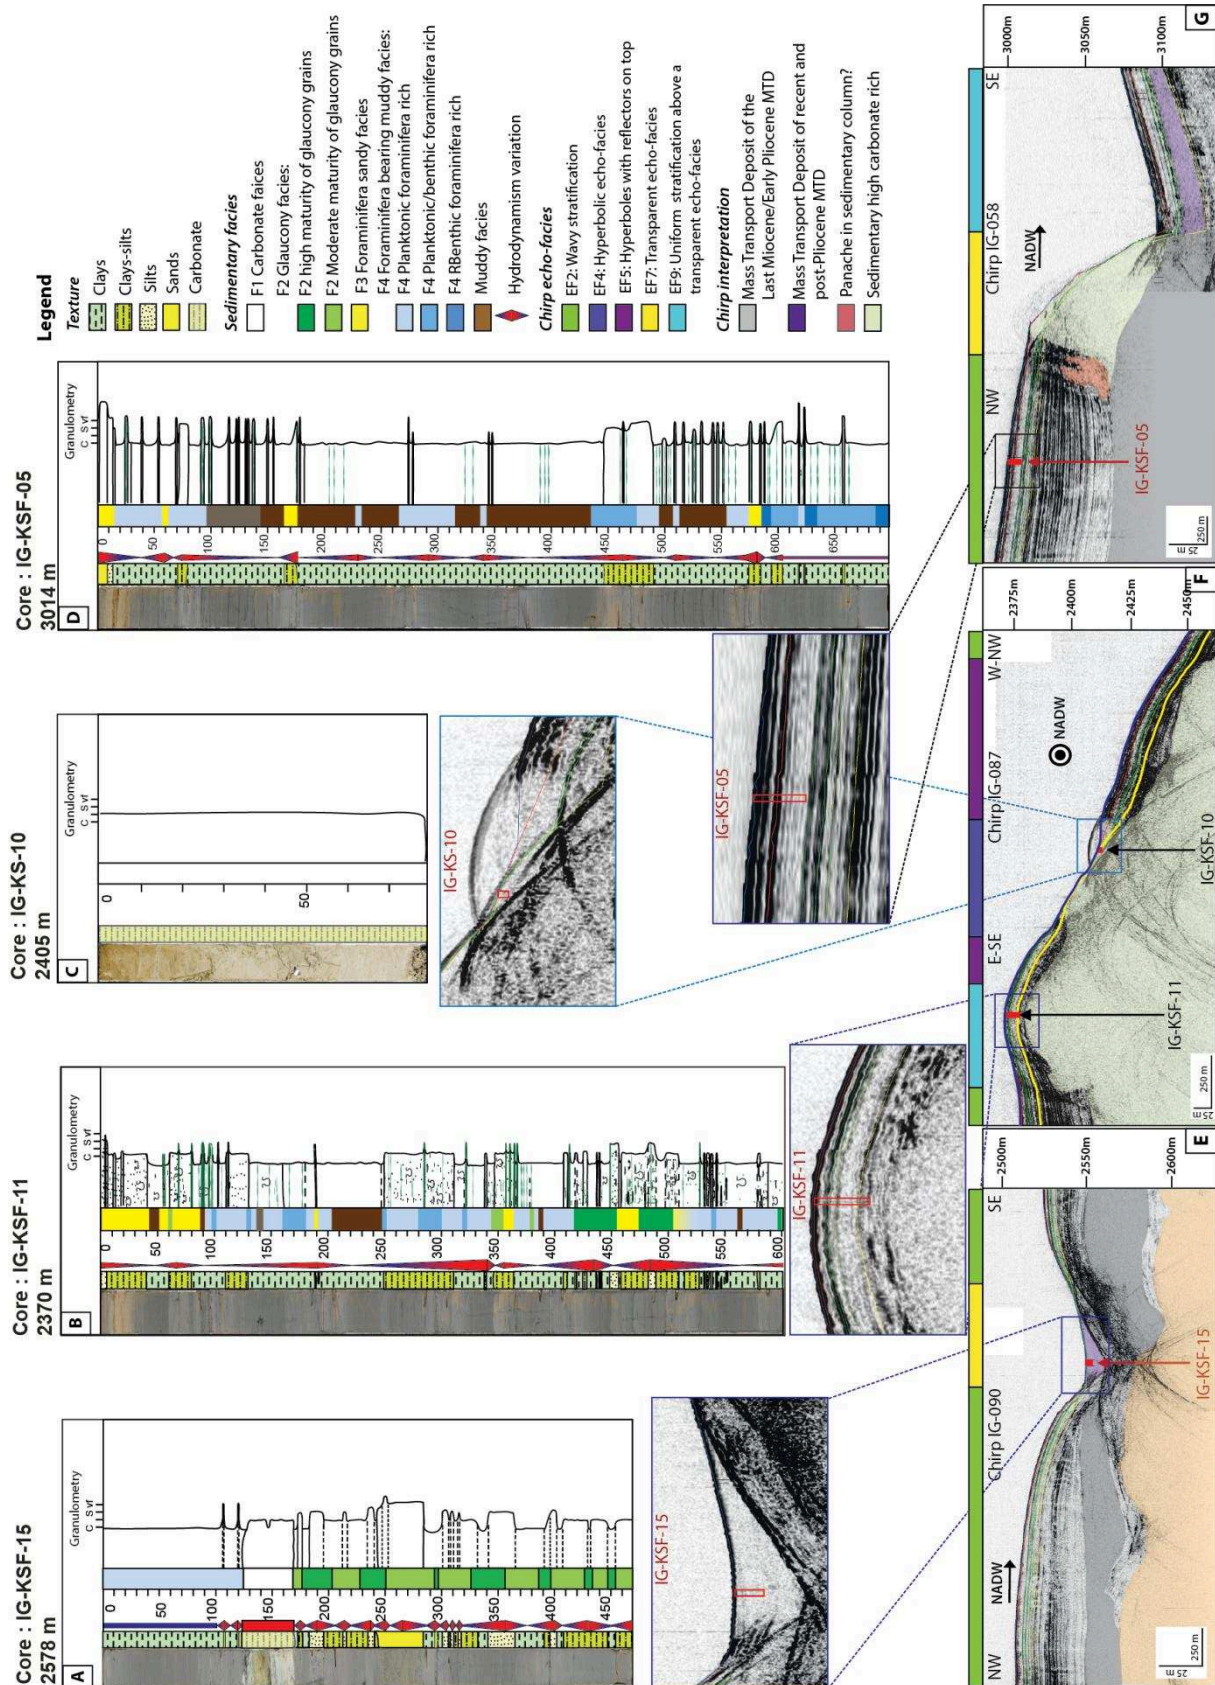 Core : IG-KSF-15
2578 m
A
Granulometry
C S vf
0
50
100
150
200
250
300
350
400
450
IG-KSF-15
Core : IG-KSF-11
2370 m
B
Granulometry
C S vf
0
50
100
150
200
250
300
350
400
450
500
550
600
IG-KSF-11
Core : IG-KS-10
2405 m
C
Granulometry
C S vf
0
50
IG-KS-10
Core : IG-KSF-05
3014 m
D
Granulometry
C S vf
0
50
100
150
200
250
300
350
400
450
500
550
600
650
IG-KSF-05
Legend
Texture
Clays
Clays-silts
Silts
Sands
Carbonate
Sedimentary facies
F1 Carbonate faices
F2 Glaucony facies:
F2 high maturity of glaucony grains
F2 Moderate maturity of glaucony grains
F3 Foraminifera sandy facies
F4 Foraminifera bearing muddy facies:
F4 Planktonic foraminifera rich
F4 Planktonic/benthic foraminifera rich
F4 RBenthic foraminifera rich
Muddy facies
Hydrodynamism variation
Chirp echo-facies
EF2: Wavy stratification
EF4: Hyperbolic echo-facies
EF5: Hyperboles with reflectors on top
EF7: Transparent echo-facies
EF9: Uniform stratification above a
transparent echo-facies
Chirp interpretation
Mass Transport Deposit of the
Last Miocene/Early Pliocene MTD
Mass Transport Deposit of recent and
post-Pliocene MTD
Panache in sedimentary column?
Sedimentary high carbonate rich
NW
Chirp IG-090
SE
NADW
2500m
2550m
2600m
IG-KSF-15
25 m
250 m
E
E-SE
Chirp IG-087
W-NW
NADW
2375m
2400m
2425m
2450m
IG-KSF-11
IG-KSF-10
25 m
250 m
F
NW
Chirp IG-058
SE
NADW
3000m
3050m
3100m
IG-KSF-05
25 m
250 m
G